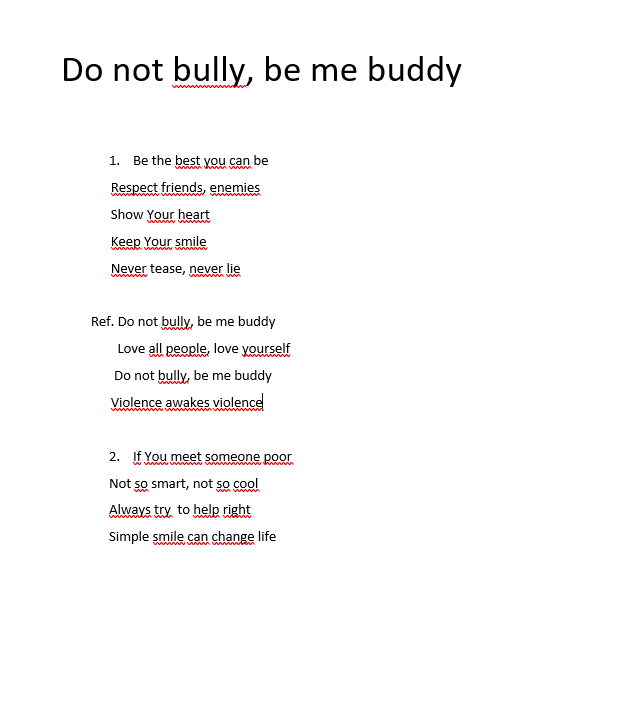 Do not bully, be me buddy
1. Be the best you can be
Respect friends, enemies
Show Your heart
Keep Your smile
Never tease, never lie
Ref. Do not bully, be me buddy
Love all people, love yourself
Do not bully, be me buddy
Violence awakes violence
2. If You meet someone poor
Not so smart, not so cool
Always try to help right
Simple smile can change life